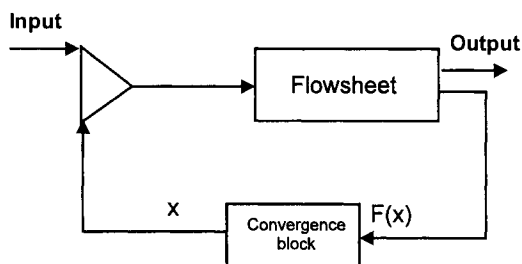 Input
Output
Flowsheet
x
F(x)
Convergence
block